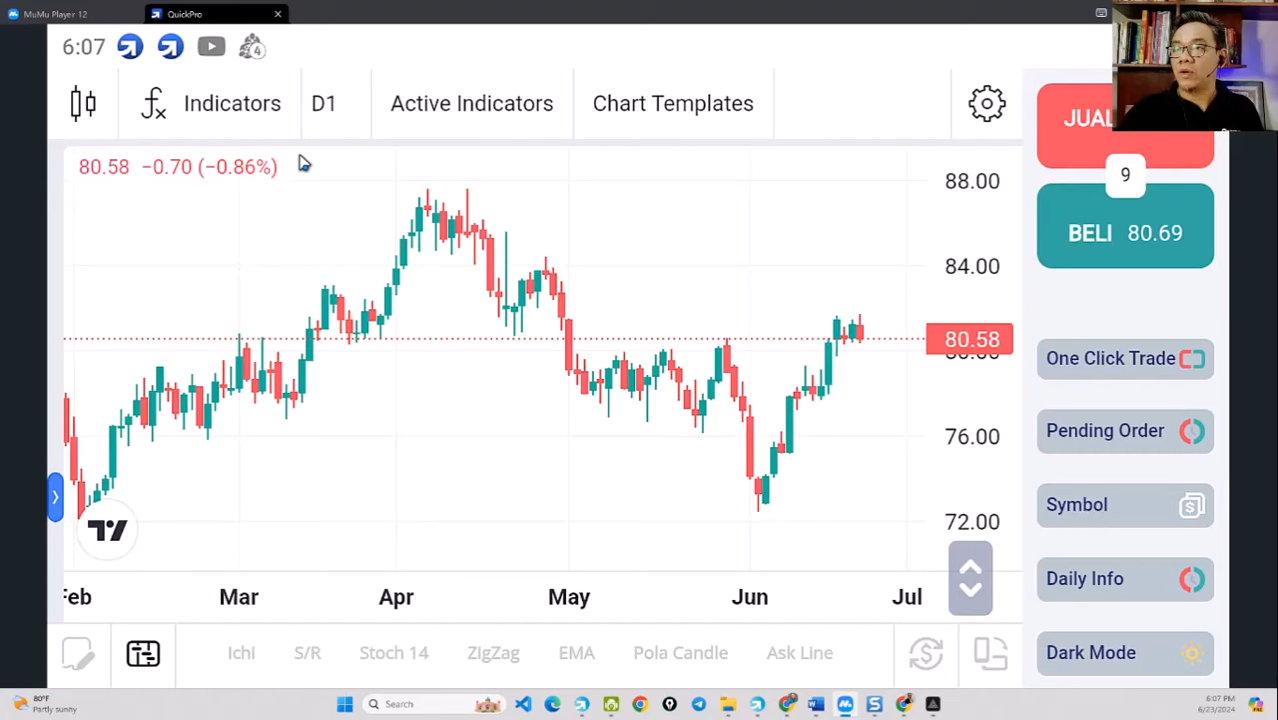 MuMu Player 12
QuickPro
6:07
Indicators
D1
Active Indicators
Chart Templates
80.58 −0.70 (−0.86%)
JUAL
9
BELI 80.69
88.00
84.00
80.58
76.00
72.00
One Click Trade
Pending Order
Symbol
Daily Info
Dark Mode
Feb Mar Apr May Jun Jul
Ichi
S/R
Stoch 14
ZigZag
EMA
Pola Candle
Ask Line
80°F
Partly sunny
Search
6:07 PM
6/23/2024